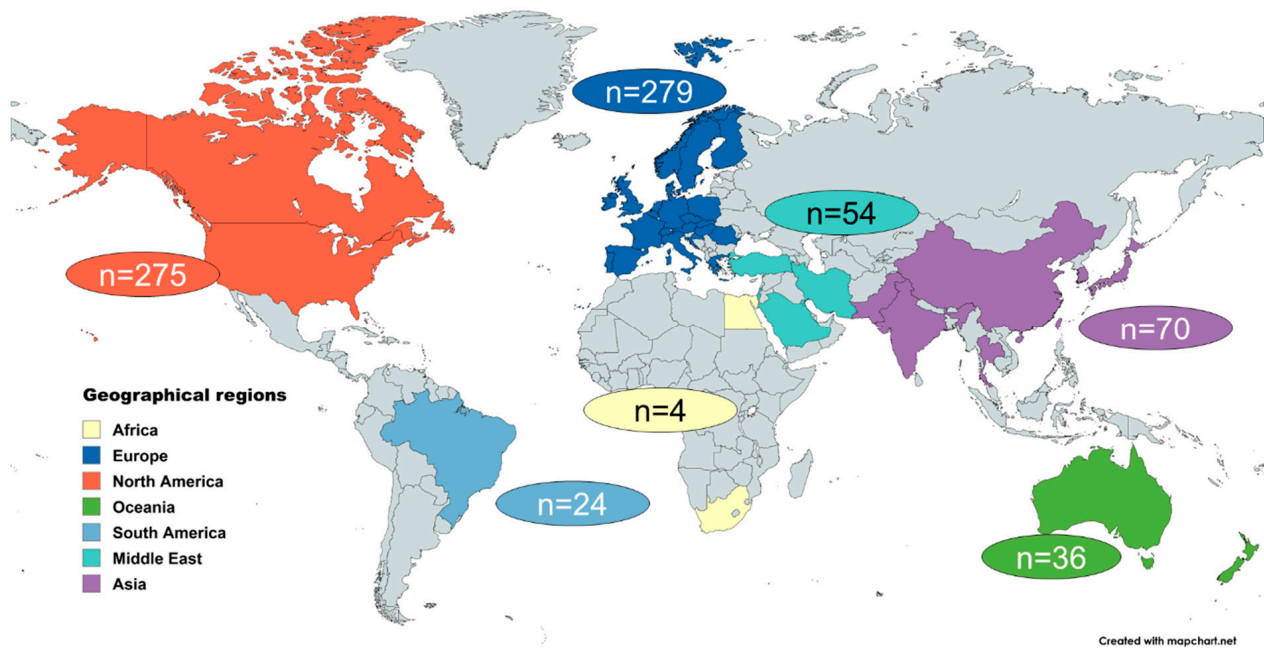 n=279
n=54
n=275
n=70
Geographical regions
Africa
Europe
North America
Oceania
South America
Middle East
Asia
n=4
n=24
n=36
Created with mapchart.net